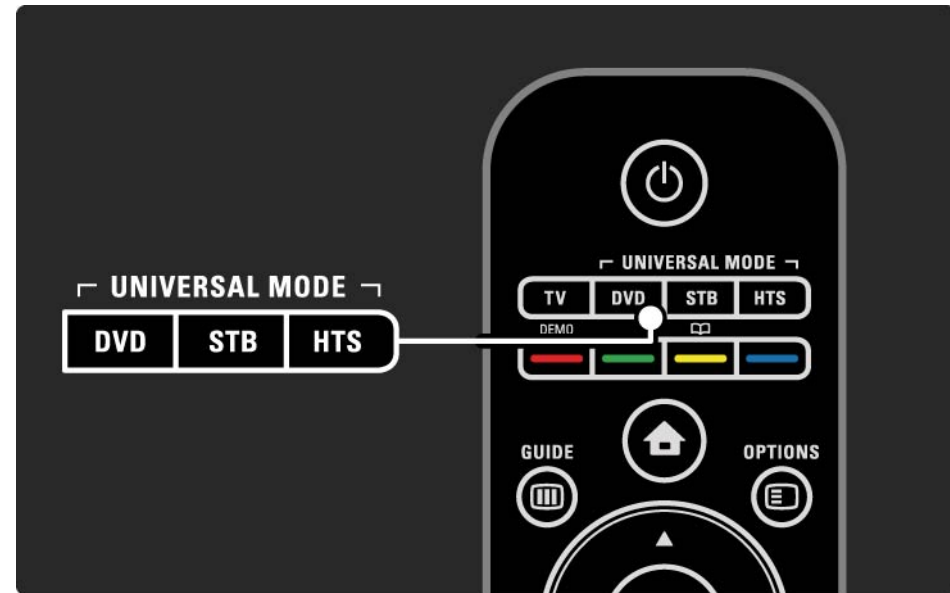 UNIVERSAL MODE
DVD STB HTS
UNIVERSAL MODE
TV DVD STB HTS
DEMO
GUIDE
OPTIONS